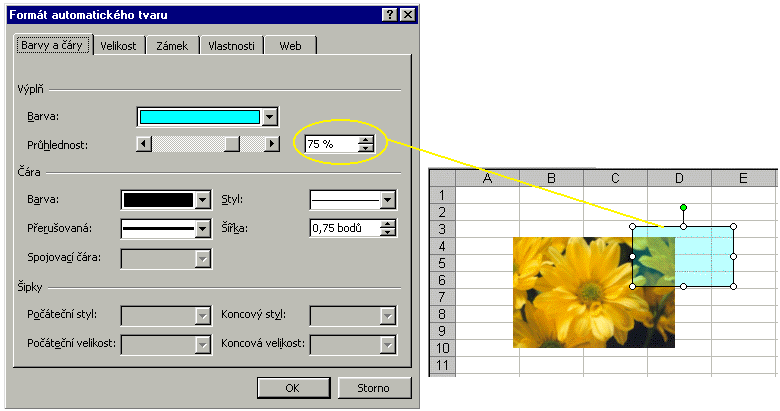 Formát automatického tvaru
Barvy a čáry Velikost Zámek Vlastnosti Web
Výplň
Barva:
Průhlednost: 75 %
Čára
Barva: Styl:
Přerušovaná: Šířka: 0,75 bodů
Spojovací čára:
Šipky
Počáteční styl: Koncový styl:
Počáteční velikost: Koncová velikost:
OK Storno
A B C D E
1
2
3
4
5
6
7
8
9
10
11